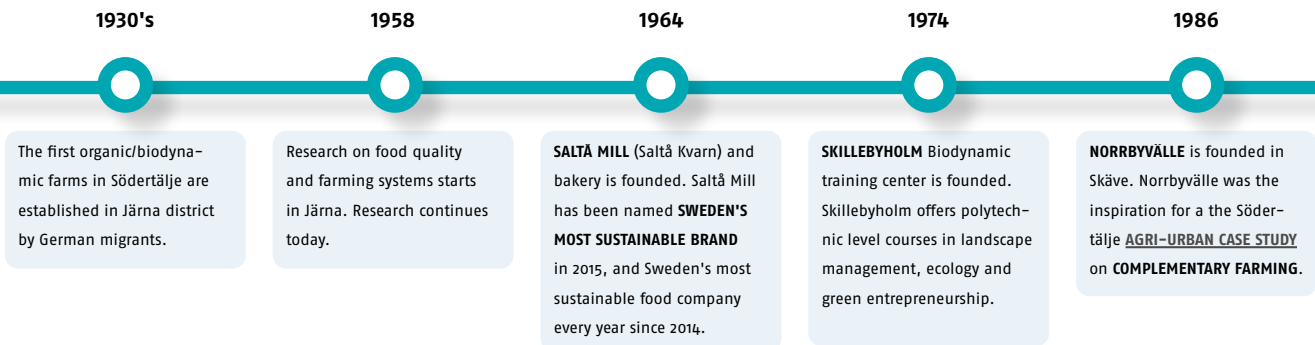 1930's
The first organic/biodyna-
mic farms in Södertälje are
established in Järna district
by German migrants.
1958
Research on food quality
and farming systems starts
in Järna. Research continues
today.
1964
SALTÅ MILL (Saltå Kvarn) and
bakery is founded. Saltå Mill
has been named SWEDEN'S
MOST SUSTAINABLE BRAND
in 2015, and Sweden's most
sustainable food company
every year since 2014.
1974
SKILLEBYHOLM Biodynamic
training center is founded.
Skillebyholm offers polytech-
nic level courses in landscape
management, ecology and
green entrepreneurship.
1986
NORRBYVÄLLE is founded in
Skäve. Norrbyvälle was the
inspiration for a the Söder-
tälje AGRI-URBAN CASE STUDY
on COMPLEMENTARY FARMING.